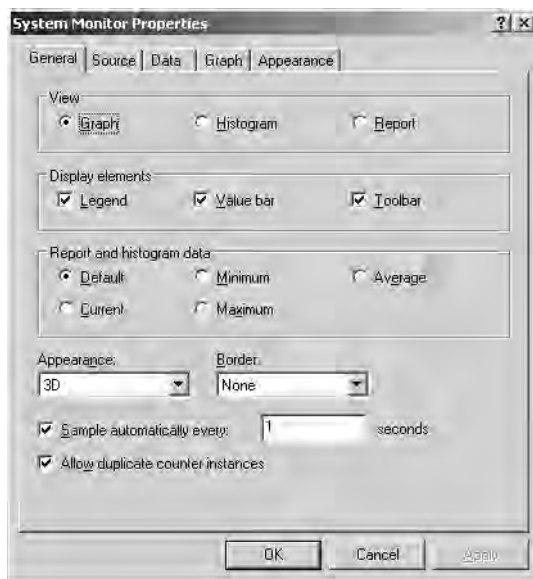 System Monitor Properties
General Source Data Graph Appearance
View
Graph Histogram Report
Display elements
Legend Value bar Toolbar
Report and histogram data
Default Minimum Average
Current Maximum
Appearance: Border:
3D None
Sample automatically every: 1 seconds
Allow duplicate counter instances
OK Cancel Apply